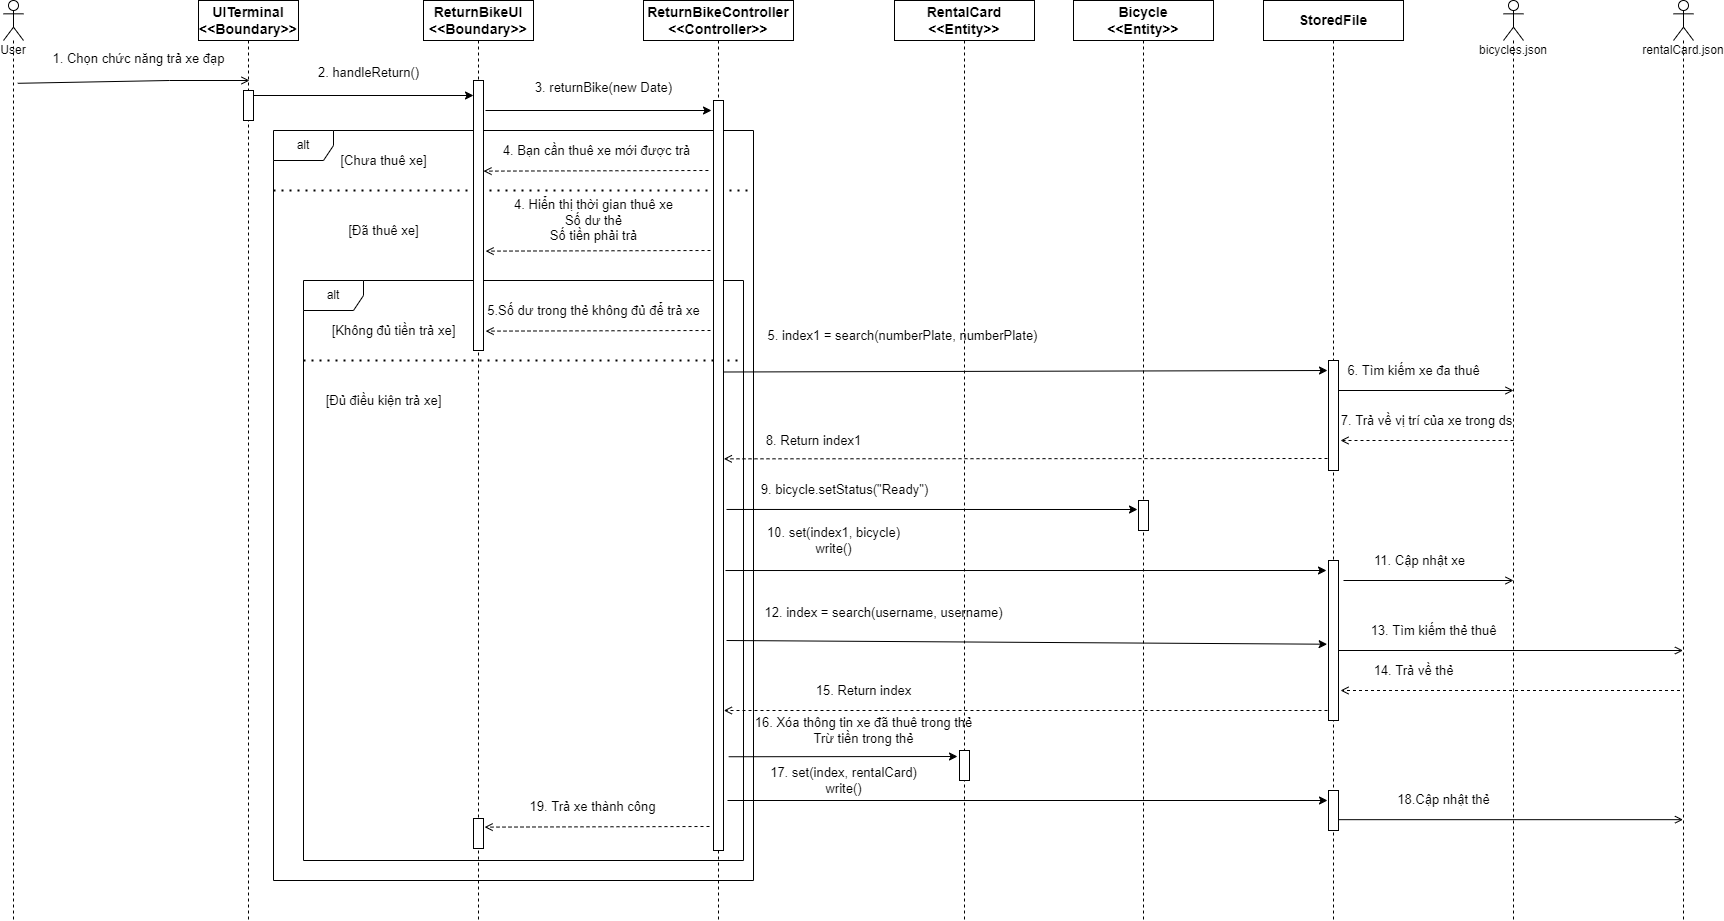 UITerminal
<<Boundary>>
ReturnBikeUI
<<Boundary>>
ReturnBikeController
<<Controller>>
RentalCard
<<Entity>>
Bicycle
<<Entity>>
StoredFile
User
bicycles.json
rentalCard.json
1. Chọn chức năng trả xe đạp
2. handleReturn()
3. returnBike(new Date)
alt
[Chưa thuê xe]
4. Bạn cần thuê xe mới được trả
[Đã thuê xe]
4. Hiển thị thời gian thuê xe
Số dư thẻ
Số tiền phải trả
alt
[Không đủ tiền trả xe]
5.Số dư trong thẻ không đủ để trả xe
5. index1 = search(numberPlate, numberPlate)
[Đủ điều kiện trả xe]
6. Tìm kiếm xe đa thuê
7. Trả về vị trí của xe trong ds
8. Return index1
9. bicycle.setStatus("Ready")
10. set(index1, bicycle)
write()
11. Cập nhật xe
12. index = search(username, username)
13. Tìm kiếm thẻ thuê
14. Trả về thẻ
15. Return index
16. Xóa thông tin xe đã thuê trong thẻ
Trừ tiền trong thẻ
17. set(index, rentalCard)
write()
18.Cập nhật thẻ
19. Trả xe thành công